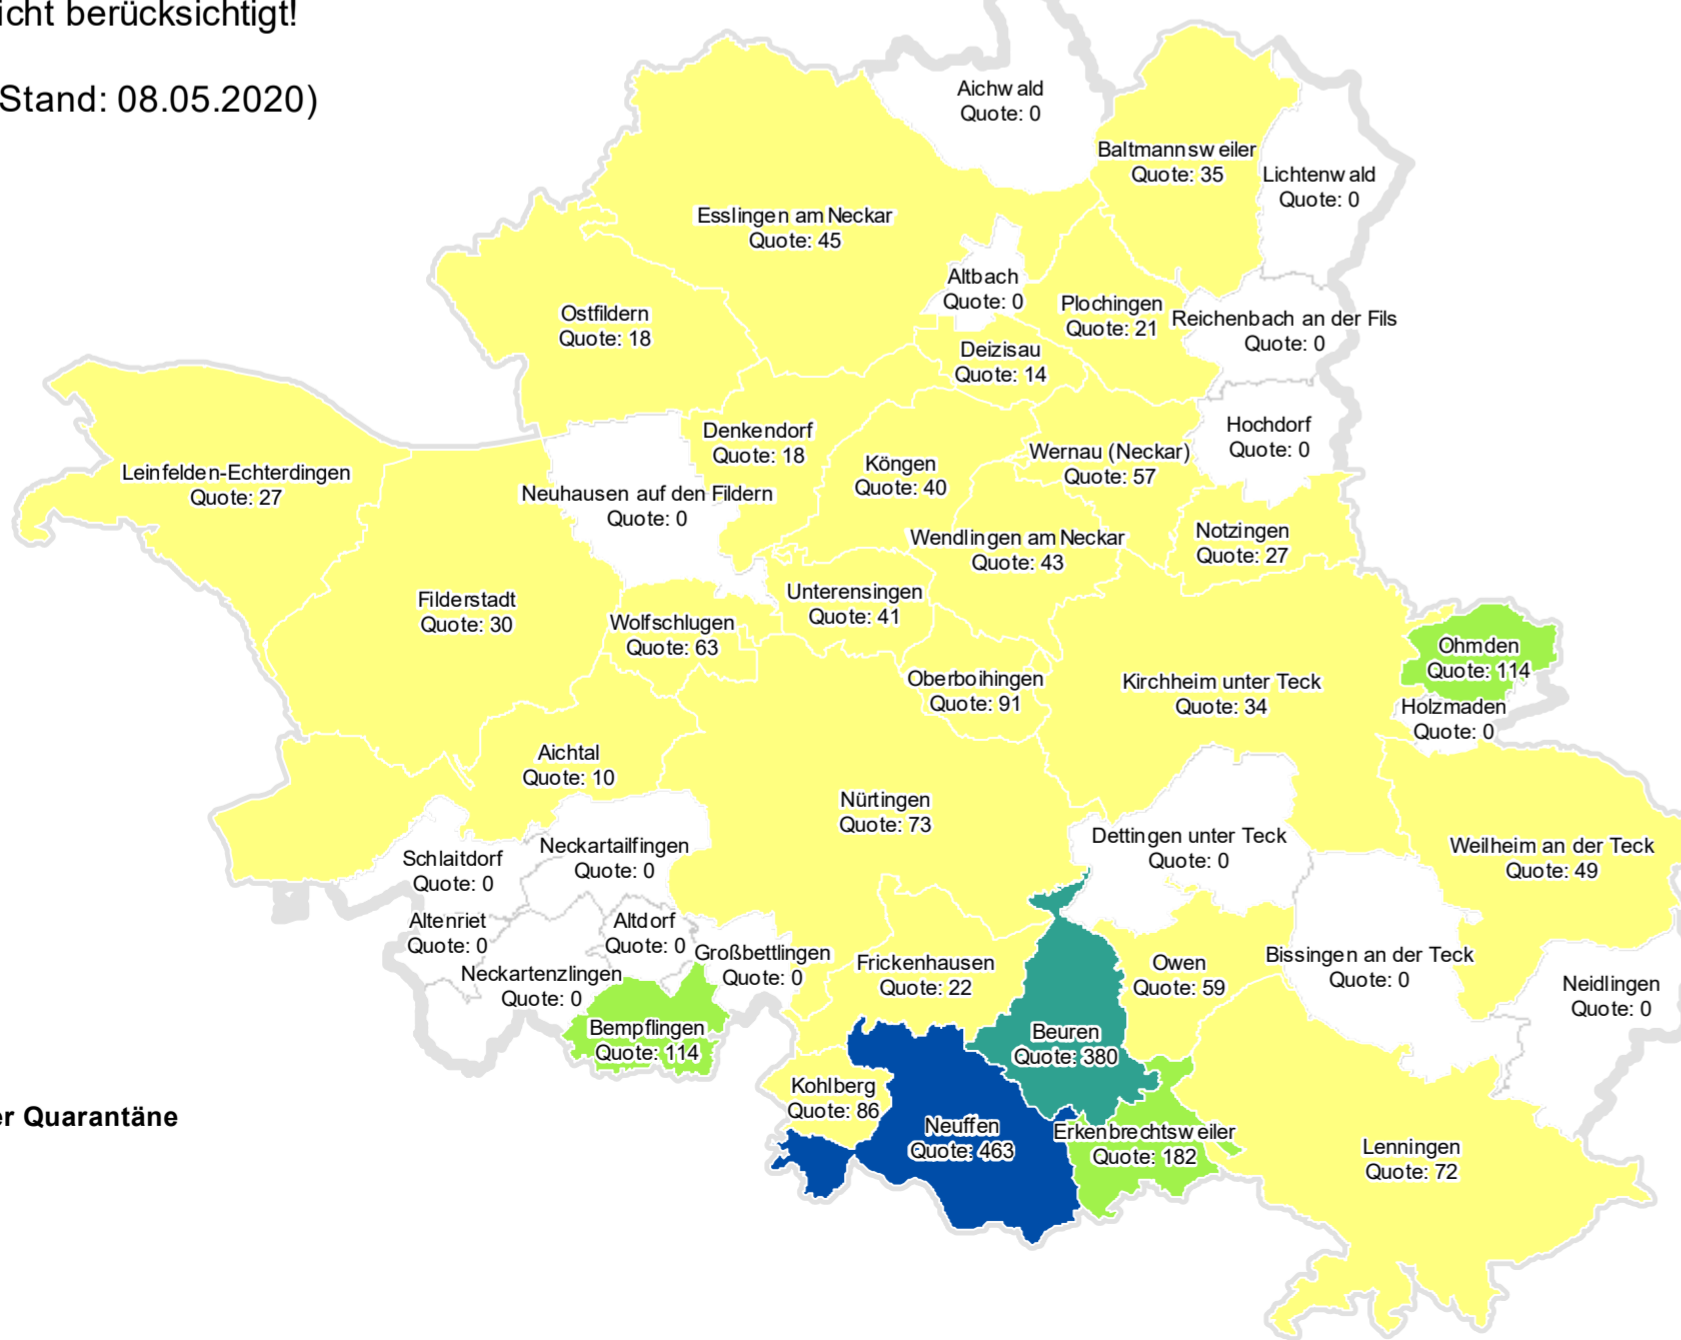 icht berücksichtigt!
Stand: 08.05.2020)
Aichwald
Quote: 0
Baltmannsweiler
Quote: 35
Lichtenwald
Quote: 0
Esslingen am Neckar
Quote: 45
Altbach
Quote: 0
Plochingen
Quote: 21
Reichenbach an der Fils
Quote: 0
Ostfildern
Quote: 18
Deizisau
Quote: 14
Hochdorf
Quote: 0
Denkendorf
Quote: 18
Köngen
Quote: 40
Wernau (Neckar)
Quote: 57
Leinfelden-Echterdingen
Quote: 27
Neuhausen auf den Fildern
Quote: 0
Wendlingen am Neckar
Quote: 43
Notzingen
Quote: 27
Filderstadt
Quote: 30
Unterensingen
Quote: 41
Wolfschlugen
Quote: 63
Ohmden
Quote: 114
Oberboihingen
Quote: 91
Kirchheim unter Teck
Quote: 34
Holzmaden
Quote: 0
Aichtal
Quote: 10
Nürtingen
Quote: 73
Dettingen unter Teck
Quote: 0
Weilheim an der Teck
Quote: 49
Neckartailfingen
Quote: 0
Schlaitdorf
Quote: 0
Altenriet
Quote: 0
Altdorf
Quote: 0
Großbettlingen
Quote: 0
Frickenhausen
Quote: 22
Owen
Quote: 59
Bissingen an der Teck
Quote: 0
Neckartenzlingen
Quote: 0
Neidlingen
Quote: 0
Bempflingen
Quote: 114
Beuren
Quote: 380
Kohlberg
Quote: 86
er Quarantäne
Neuffen
Quote: 463
Erkenbrechtsweiler
Quote: 182
Lenningen
Quote: 72